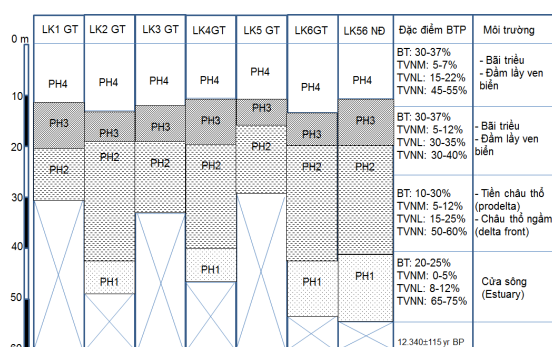 LK1 GT LK2 GT LK3 GT LK4GT LK5 GT LK6GT LK56 NĐ Đặc điểm BTP Môi trường
0 m
BT: 30-37%
TVNM: 5-7%
TVNL: 15-22%
TVNN: 45-55%
- Bãi triều
- Đầm lầy ven
biển
PH4 PH4 PH4 PH4 PH4 PH4 PH4
10
BT: 30-37%
TVNM: 5-12%
TVNL: 30-35%
TVNN: 30-40%
- Bãi triều
- Đầm lầy ven
biển
PH3 PH3 PH3 PH3 PH3 PH3 PH3
20
PH2 PH2 PH2 PH2 PH2 PH2 PH2
30
BT: 10-30%
TVNM: 5-12%
TVNL: 15-25%
TVNN: 50-60%
- Tiền châu thổ
(prodelta)
- Châu thổ ngầm
(delta front)
40
PH1 PH1 PH1 PH1
BT: 20-25%
TVNM: 0-5%
TVNL: 8-12%
TVNN: 65-75%
Cửa sông
(Estuary)
50
12.340±115 yr BP
60